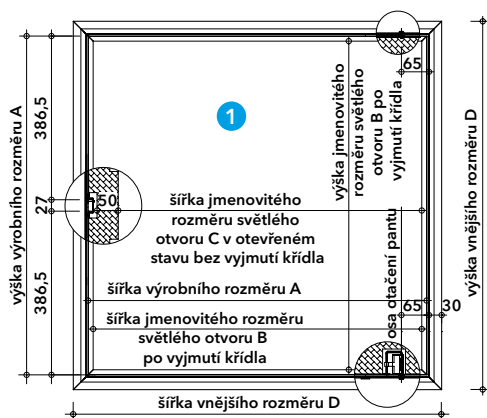 výška výrobního rozměru A
386,5
27
386,5
1
50
šířka jmenovitého
rozměru světlého
otvoru C v otevřeném
stavu bez vyjmutí křídla
šířka výrobního rozměru A
šířka jmenovitého rozměru
světlého otvoru B
po vyjmutí křídla
výška jmenovitého
rozměru světlého
otvoru B po
vyjmutí křídla
65
osa otačení pantu
65
30
výška vnějšího rozměru D
šířka vnějšího rozměru D